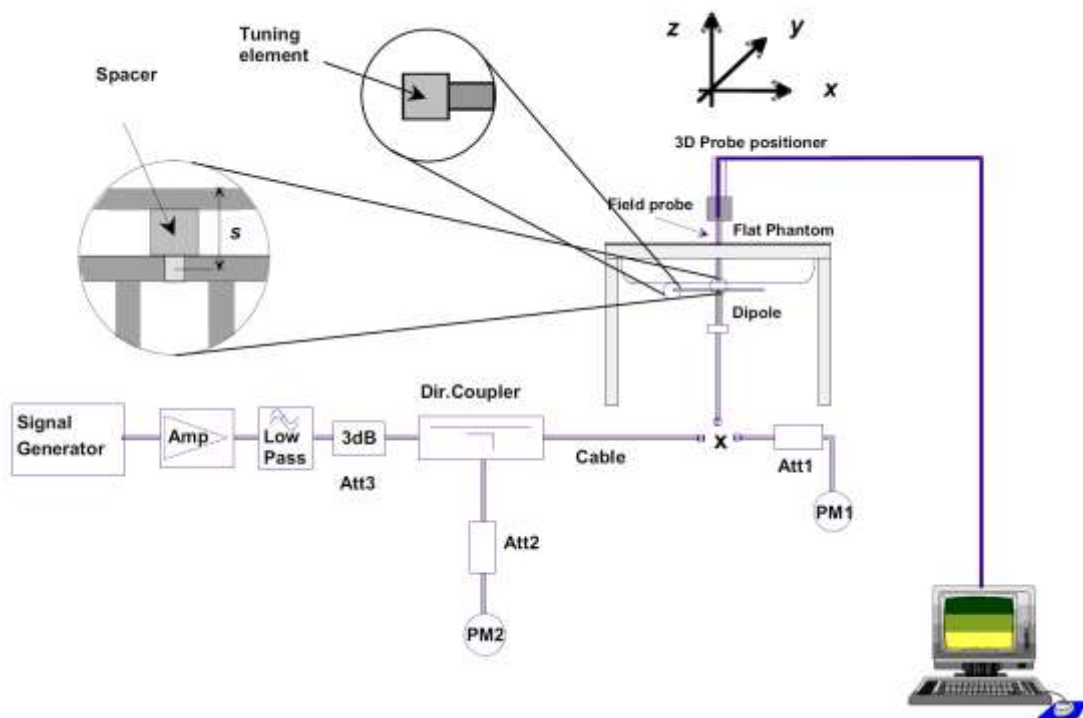 Tuning
element
Spacer
s
z
y
x
3D Probe positioner
Field probe
Flat Phantom
Dipole
Dir.Coupler
Signal
Generator
Amp
Low
Pass
3dB
Att3
Cable
x
Att1
PM1
Att2
PM2